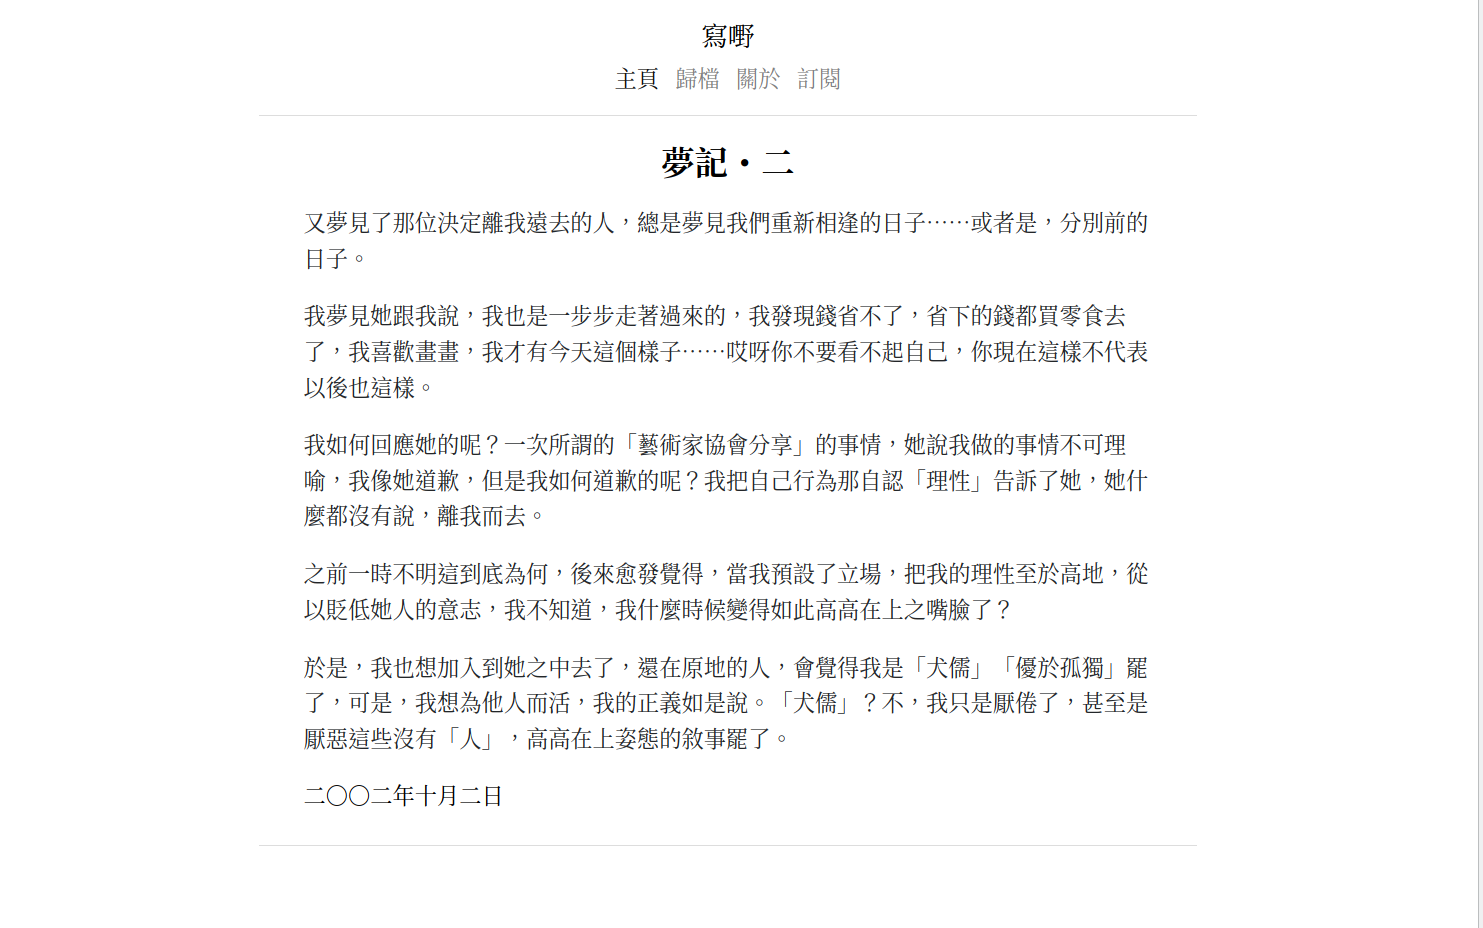 寫嘢
主頁 歸檔 關於 訂閱
夢記・二
又夢見了那位決定離我遠去的人，總是夢見我們重新相逢的日子⋯⋯或者是，分別前的
日子。
我夢見她跟我說，我也是一步步走著過來的，我發現錢省不了，省下的錢都買零食去
了，我喜歡畫畫，我才有今天這個樣子⋯⋯哎呀你不要看不起自己，你現在這樣不代表
以後也這樣。
我如何回應她的呢？一次所謂的「藝術家協會分享」的事情，她說我做的事情不可理
喻，我像她道歉，但是我如何道歉的呢？我把自己行為那自認「理性」告訴了她，她什
麼都沒有說，離我而去。
之前一時不明這到底為何，後來愈發覺得，當我預設了立場，把我的理性至於高地，從
以貶低她人的意志，我不知道，我什麼時候變得如此高高在上之嘴臉了？
於是，我也想加入到她之中去了，還在原地的人，會覺得我是「犬儒」「優於孤獨」罷
了，可是，我想為他人而活，我的正義如是說。「犬儒」？不，我只是厭倦了，甚至是
厭惡這些沒有「人」，高高在上姿態的敘事罷了。
二〇〇二年十月二日